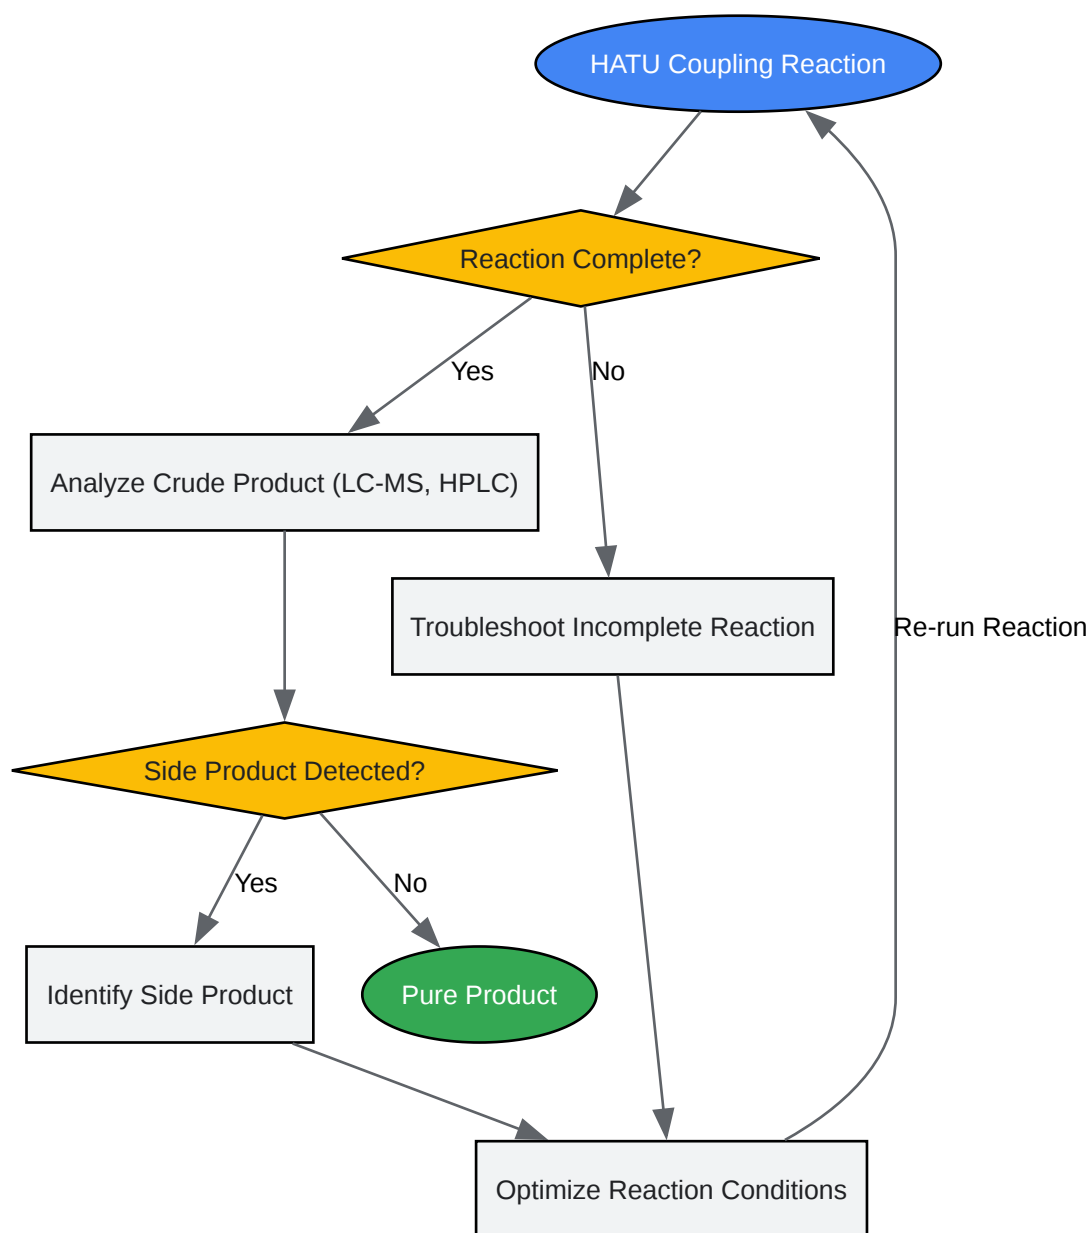 HATU Coupling Reaction
Reaction Complete?
Yes
No
Analyze Crude Product (LC-MS, HPLC)
Troubleshoot Incomplete Reaction
Re-run Reaction
Side Product Detected?
Yes
No
Identify Side Product
Pure Product
Optimize Reaction Conditions